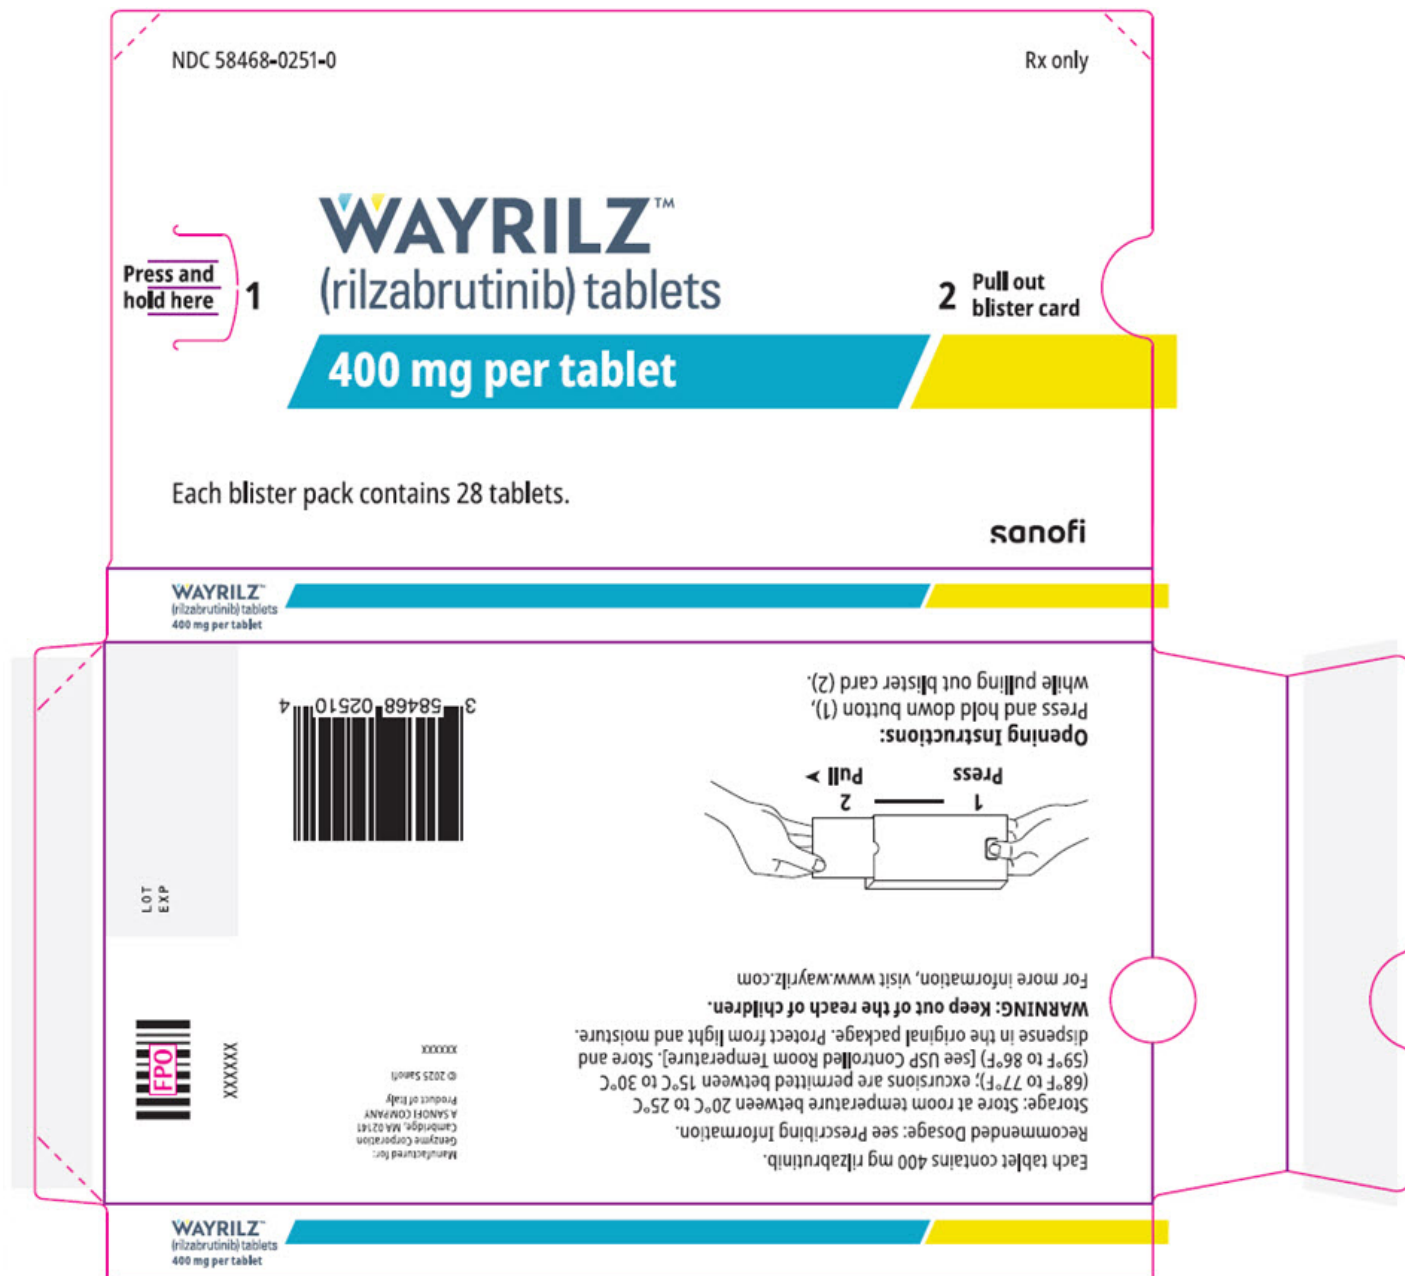 NDC 58468-0251-0
Rx only
WAYRILZ™
(rilzabrutinib) tablets
Press and
hold here
1
2
Pull out
blister card
400 mg per tablet
Each blister pack contains 28 tablets.
sanofi
WAYRILZ™
(rilzabrutinib) tablets
400 mg per tablet
Each tablet contains 400 mg rilzabrutinib.
Recommended Dosage: see Prescribing Information.
Storage: Store at room temperature between 20°C to 25°C
(68°F to 77°F); excursions are permitted between 15°C to 30°C
(59°F to 86°F) [see USP Controlled Room Temperature]. Store and
dispense in the original package. Protect from light and moisture.
WARNING: Keep out of the reach of children.
For more information, visit www.wayrilz.com
1
2
Press
Pull ➤
Opening Instructions:
Press and hold down button (1),
while pulling out blister card (2).
Manufactured for:
Genzyme Corporation
Cambridge, MA 02141
A SANOFI COMPANY
Product of Italy
© 2025 Sanofi
XXXXXX
3 58468 02510 4
LOT
EXP
FPO
XXXXXX
WAYRILZ™
(rilzabrutinib) tablets
400 mg per tablet